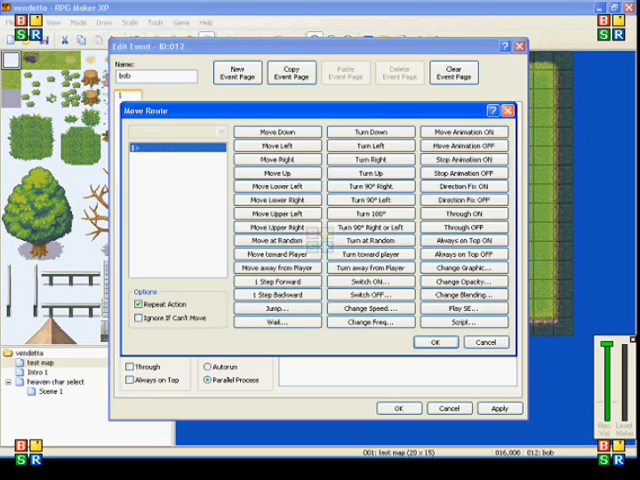 vendetta - RPG Maker XP
View Mode Draw Scale Tools Game Help
Edit Event - ID:012
Name:
bob
New Event Page
Copy Event Page
Paste Event Page
Delete Event Page
Clear Event Page
1
Move Route
Move Down Turn Down Move Animation ON
Move Left Turn Left Move Animation OFF
Move Right Turn Right Stop Animation ON
Move Up Turn Up Stop Animation OFF
Move Lower Left Turn 90° Right Direction Fix ON
Move Lower Right Turn 90° Left Direction Fix OFF
Move Upper Left Turn 180° Through ON
Move Upper Right Turn 90° Right or Left Through OFF
Move at Random Turn at Random Always on Top ON
Move toward Player Turn toward player Always on Top OFF
Move away from Player Turn away from Player Change Graphic...
1 Step Forward Switch ON... Change Opacity...
1 Step Backward Switch OFF... Change Blending...
Jump... Change Speed.... Play SE...
Wait... Change Freq... Script...
Options
Repeat Action
Ignore If Can't Move
OK Cancel
Through Autorun
Always on Top Parallel Process
OK Cancel Apply
vendetta
test map
Intro 1
heaven char select
Scene 1
Rec. Vol
Level Meter
B
S R
B
S R
B
S R
B
S R
001: test map (20 x 15) 016,008 012: bob